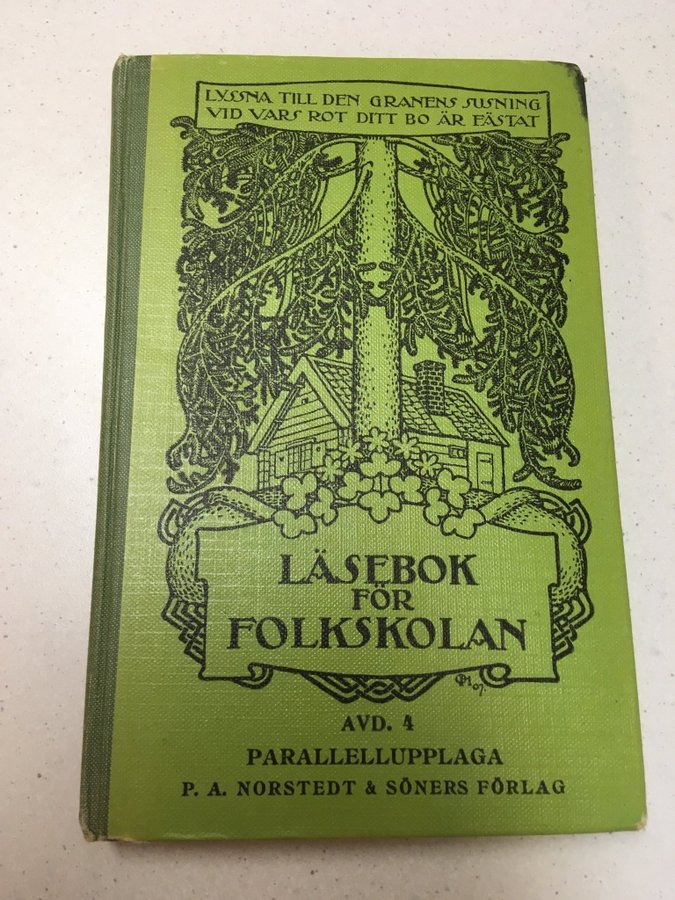 LYSSNA TILL DEN GRANENS SUSNING
VID VARS ROT DITT BO ÄR FÄSTAT
LÄSEBOK
FÖR
FOLKSKOLAN
07.
AVD. 4
PARALLELLUPPLAGA
P. A. NORSTEDT & SÖNERS FÖRLAG